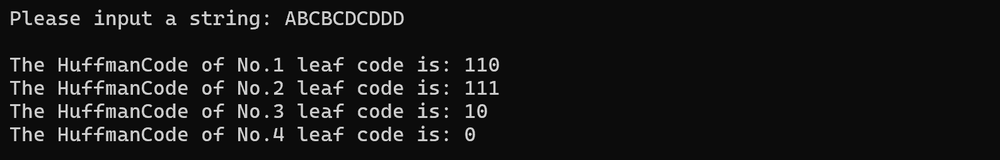 Please input a string: ABCBCDCDDD
The HuffmanCode of No.1 leaf code is: 110
The HuffmanCode of No.2 leaf code is: 111
The HuffmanCode of No.3 leaf code is: 10
The HuffmanCode of No.4 leaf code is: 0